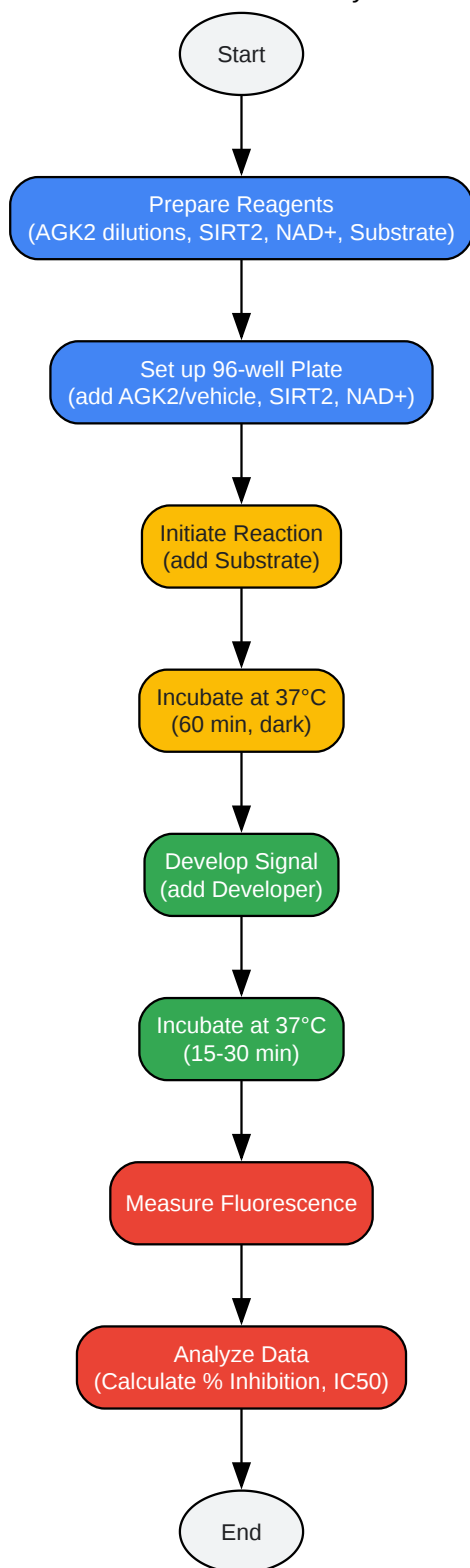 Start
Prepare Reagents
(AGK2 dilutions, SIRT2, NAD+, Substrate)
Set up 96-well Plate
(add AGK2/vehicle, SIRT2, NAD+)
Initiate Reaction
(add Substrate)
Incubate at 37°C
(60 min, dark)
Develop Signal
(add Developer)
Incubate at 37°C
(15-30 min)
Measure Fluorescence
Analyze Data
(Calculate % Inhibition, IC50)
End